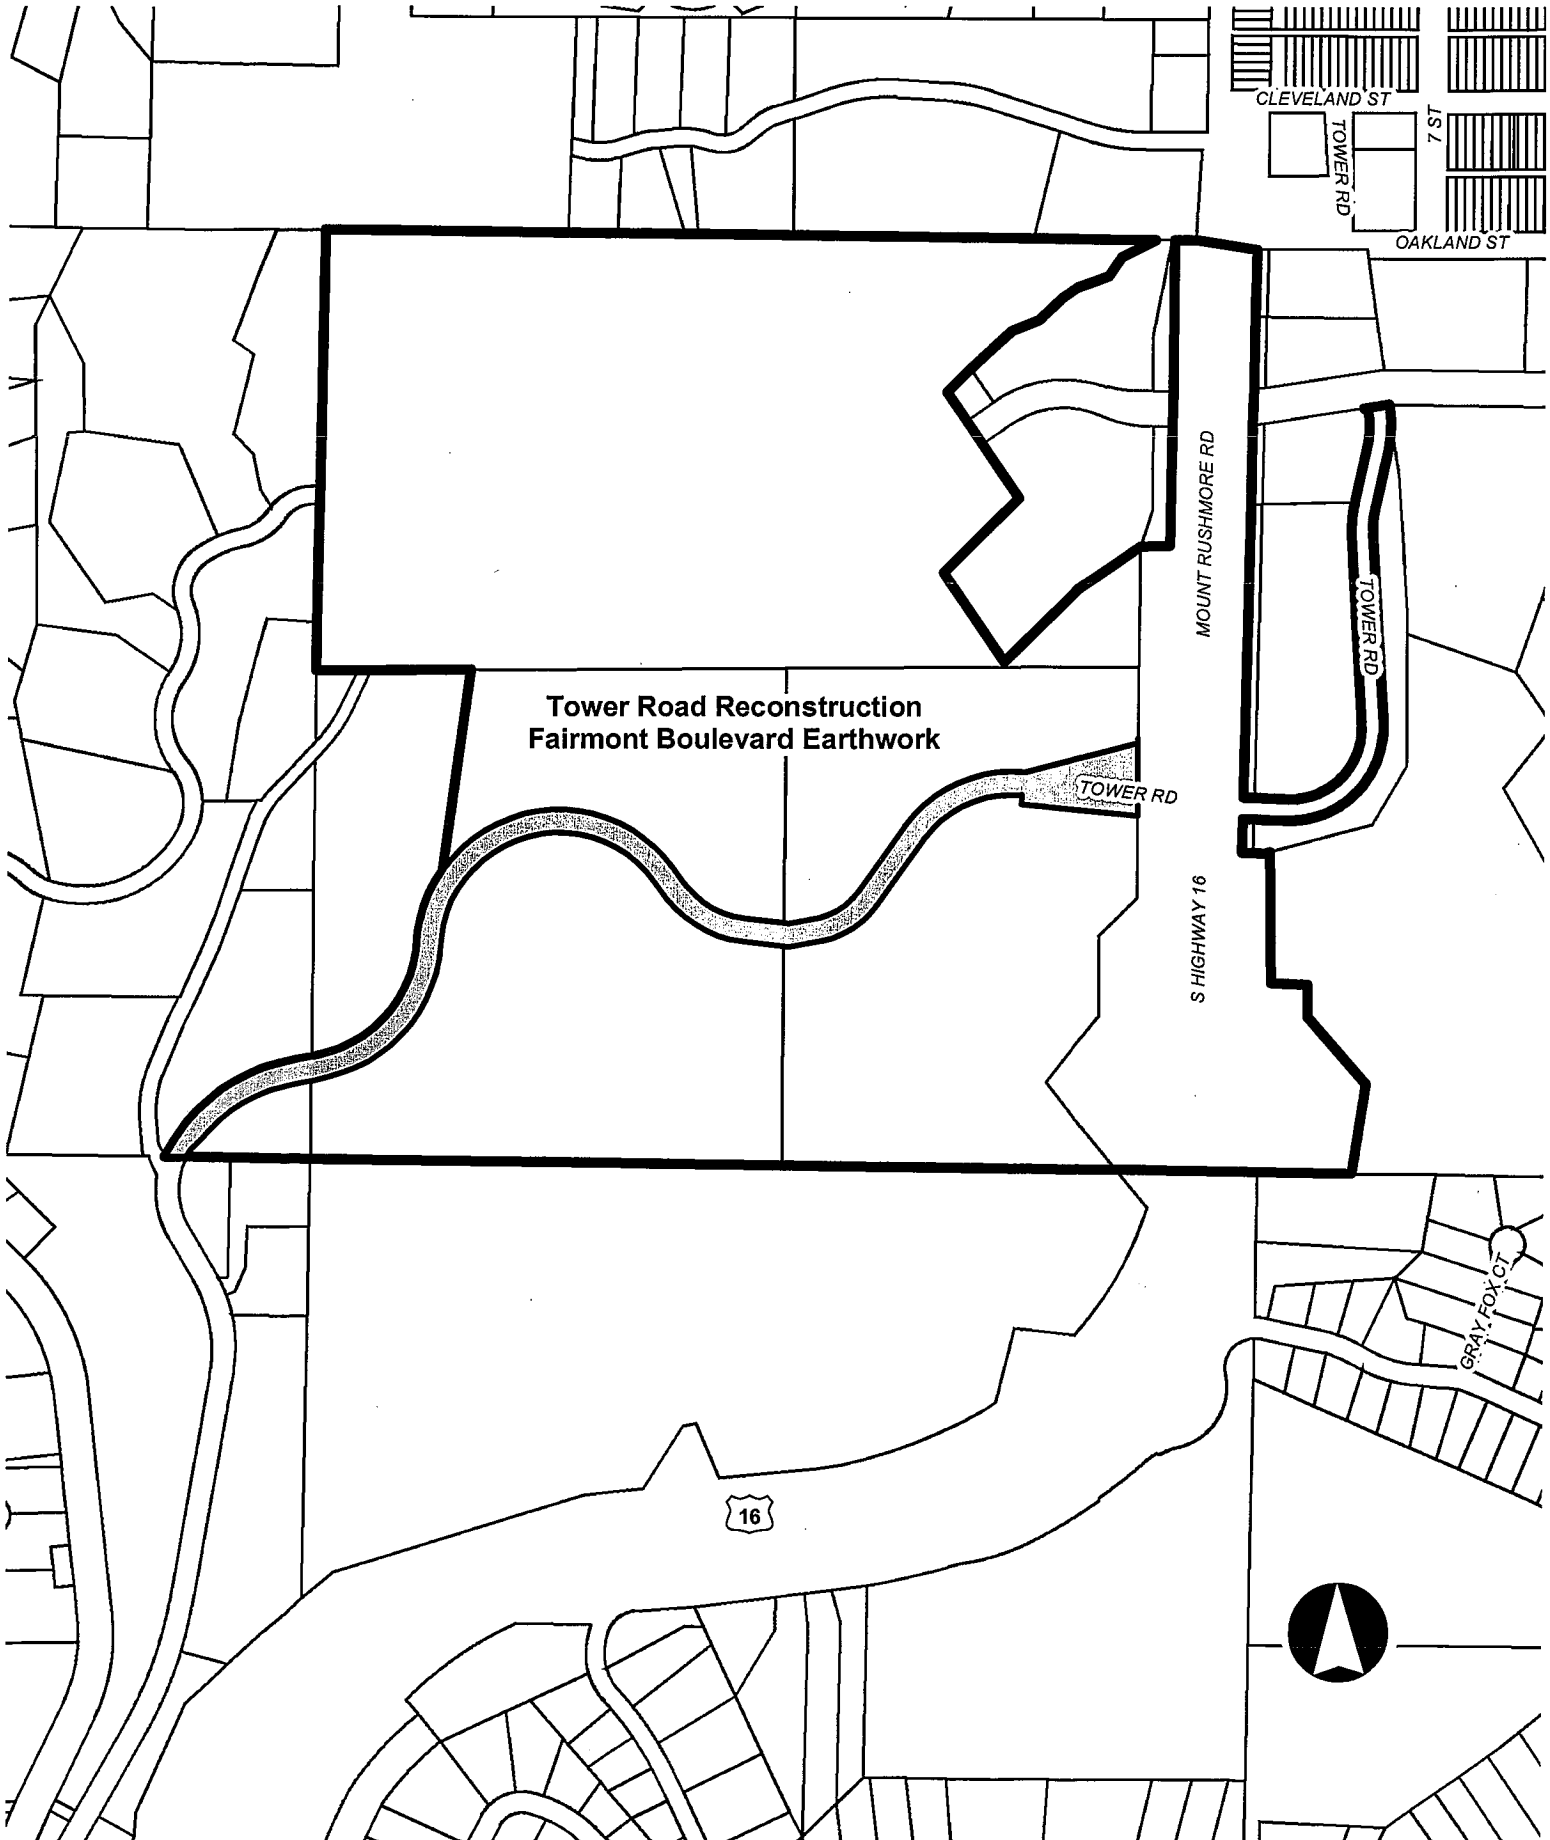 CLEVELAND ST
TOWER RD
7 ST
OAKLAND ST
MOUNT RUSHMORE RD
TOWER RD
Tower Road Reconstruction
Fairmont Boulevard Earthwork
TOWER RD
S HIGHWAY 16
GRAY FOX CT
16